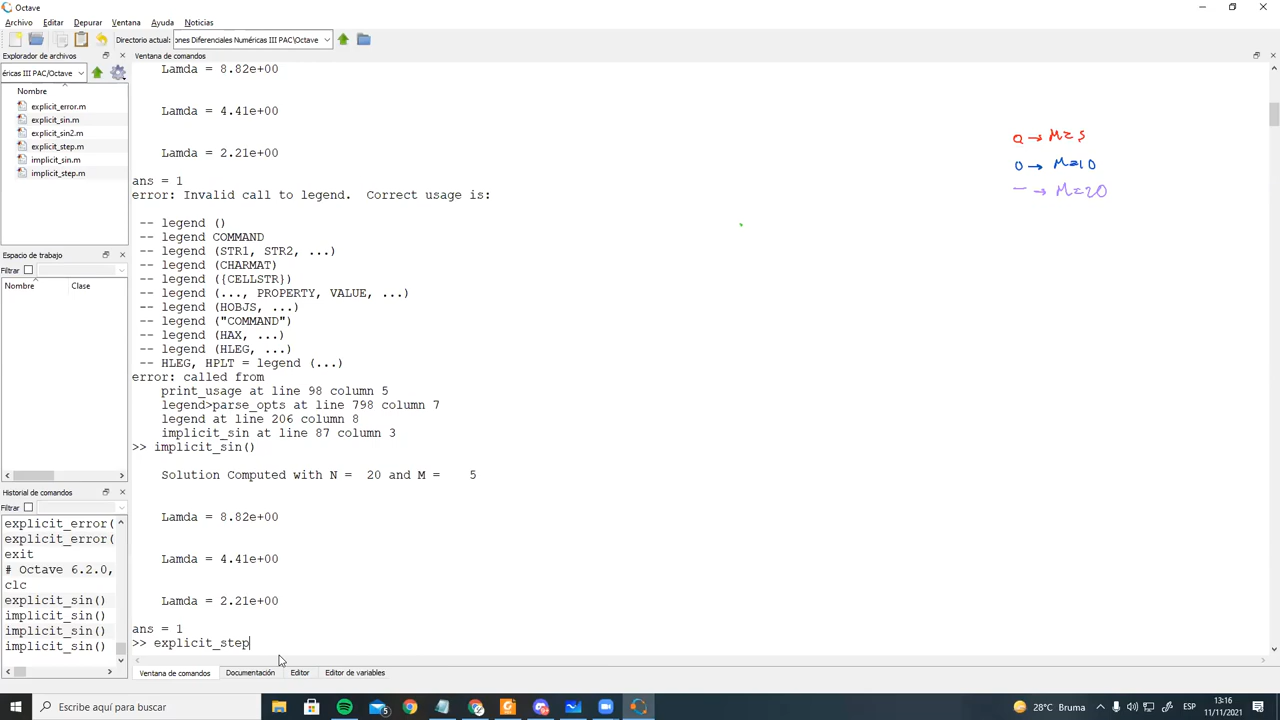 Octave
Archivo Editar Depurar Ventana Ayuda Noticias
Directorio actual: ones Diferenciales Numéricas III PAC\Octave
Explorador de archivos
éricas III PAC/Octave
Nombre
explicit_error.m
explicit_sin.m
explicit_sin2.m
explicit_step.m
implicit_sin.m
implicit_step.m
Espacio de trabajo
Filtrar
Nombre Clase
Historial de comandos
Filtrar
explicit_error(
explicit_error(
exit
# Octave 6.2.0,
clc
explicit_sin()
implicit_sin()
implicit_sin()
implicit_sin()
Ventana de comandos
Lamda = 8.82e+00
Lamda = 4.41e+00
Lamda = 2.21e+00
ans = 1
error: Invalid call to legend.  Correct usage is:
-- legend ()
-- legend COMMAND
-- legend (STR1, STR2, ...)
-- legend (CHARMAT)
-- legend ({CELLSTR})
-- legend (..., PROPERTY, VALUE, ...)
-- legend (HOBJS, ...)
-- legend ("COMMAND")
-- legend (HAX, ...)
-- legend (HLEG, ...)
-- HLEG, HPLT = legend (...)
error: called from
print_usage at line 98 column 5
legend>parse_opts at line 798 column 7
legend at line 206 column 8
implicit_sin at line 87 column 3
>> implicit_sin()
Solution Computed with N =  20 and M =    5
Lamda = 8.82e+00
Lamda = 4.41e+00
Lamda = 2.21e+00
ans = 1
>> explicit_step
o → M=5
o → M=10
— → M=20
Ventana de comandos Documentación Editor Editor de variables
Escribe aquí para buscar
5
28°C Bruma
ESP
13:16
11/11/2021